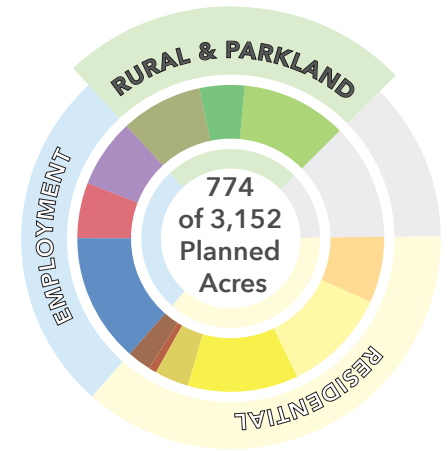 RURAL & PARKLAND
EMPLOYMENT
774
of 3,152
Planned
Acres
RESIDENTIAL